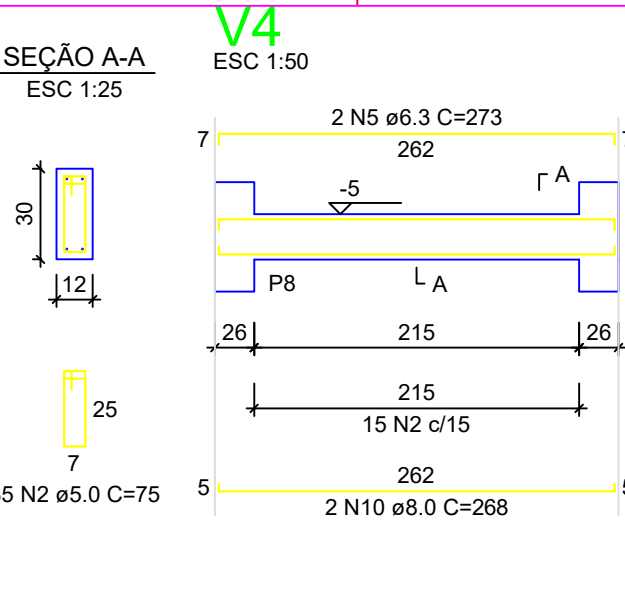 V4
SEÇÃO A-A
ESC 1:50
ESC 1:25
2 N5 ø6.3 C=273
7
262
A
-5
30
P8
A
12
26
215
26
215
15 N2 c/15
25
7
5 N2 ø5.0 C=75
5
262
2 N10 ø8.0 C=268